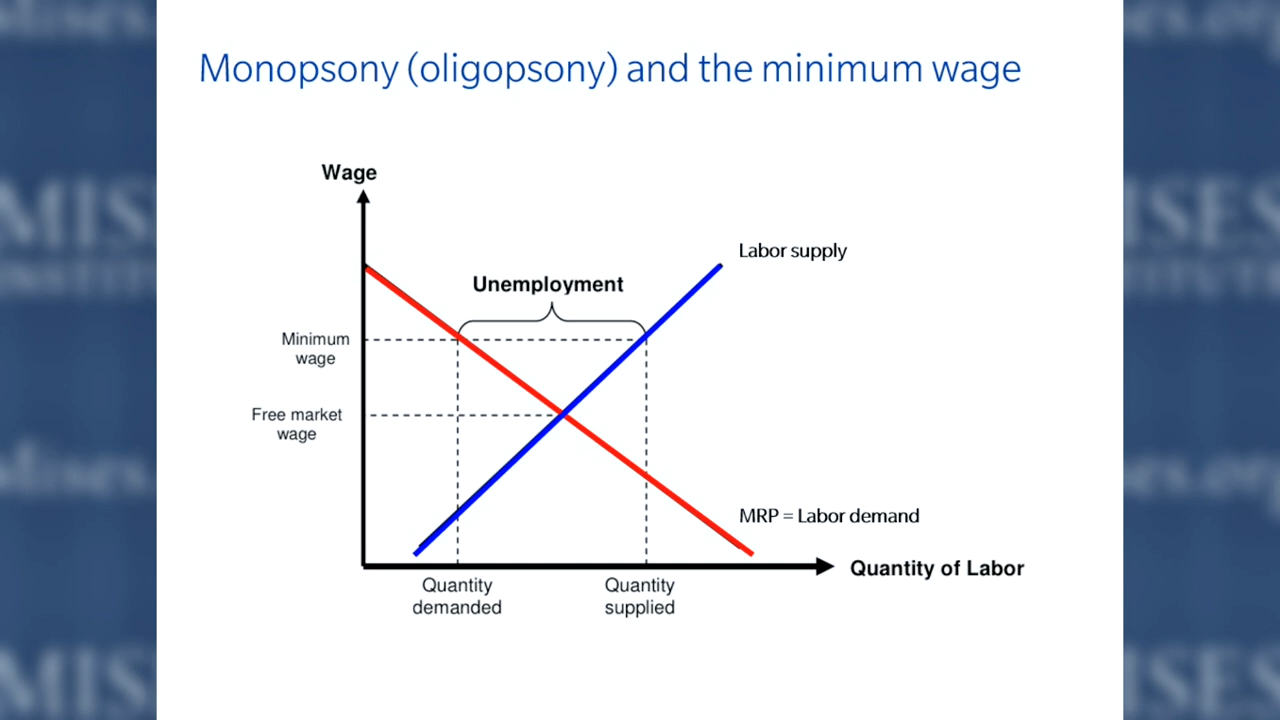 Monopsony (oligopsony) and the minimum wage
Wage
Labor supply
Unemployment
Minimum
wage
Free market
wage
MRP = Labor demand
Quantity of Labor
Quantity
demanded
Quantity
supplied